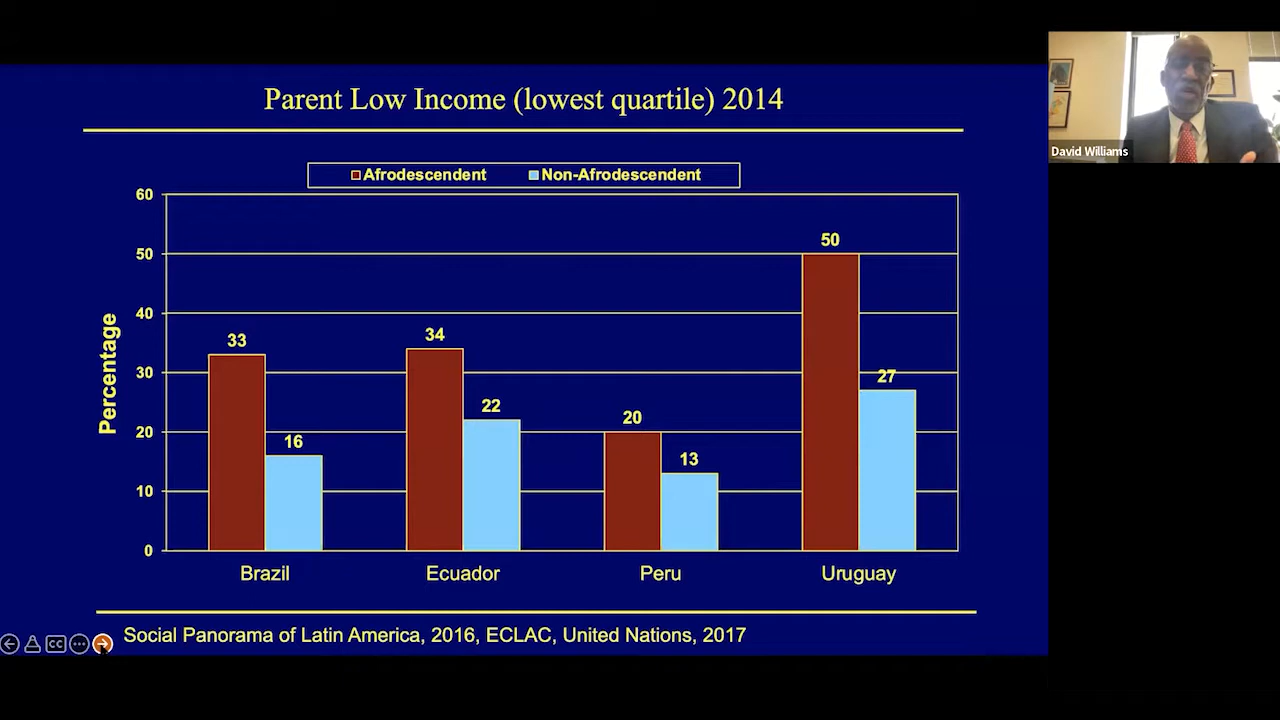 Parent Low Income (lowest quartile) 2014
Afrodescendent Non-Afrodescendent
Percentage
60
50
40
30
20
10
0
33
16
34
22
20
13
50
27
Brazil Ecuador Peru Uruguay
Social Panorama of Latin America, 2016, ECLAC, United Nations, 2017
CC
David Williams